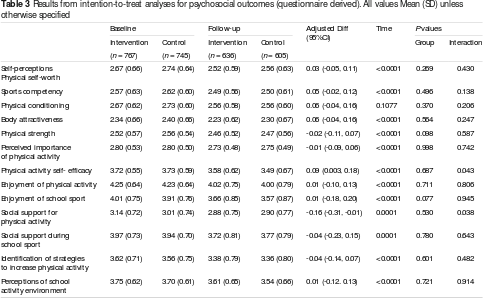 Table 3 Results from intention-to-treat analyses for psychosocial outcomes (questionnaire derived). All values Mean (SD) unless
otherwise specified
Baseline Follow-up Adjusted Diff (95%CI) Time P values
Intervention Control Intervention Control Group Interaction
(n = 767) (n = 745) (n = 636) (n = 605)
Self-perceptions
Physical self-worth 2.67 (0.66) 2.74 (0.64) 2.52 (0.59) 2.56 (0.63) 0.03 (-0.05, 0.11) <0.0001 0.269 0.430
Sports competency 2.57 (0.63) 2.62 (0.60) 2.49 (0.56) 2.50 (0.61) 0.05 (-0.02, 0.12) <0.0001 0.496 0.138
Physical conditioning 2.67 (0.62) 2.73 (0.60) 2.56 (0.58) 2.56 (0.60) 0.06 (-0.04, 0.16) 0.1077 0.370 0.206
Body attractiveness 2.34 (0.66) 2.40 (0.66) 2.23 (0.62) 2.30 (0.67) 0.06 (-0.04, 0.16) <0.0001 0.564 0.247
Physical strength 2.52 (0.57) 2.56 (0.54) 2.46 (0.52) 2.47 (0.56) -0.02 (-0.11, 0.07) <0.0001 0.098 0.587
Perceived importance
of physical activity 2.80 (0.53) 2.80 (0.50) 2.73 (0.48) 2.75 (0.49) -0.01 (-0.09, 0.06) <0.0001 0.998 0.742
Physical activity self- efficacy 3.72 (0.55) 3.73 (0.59) 3.58 (0.62) 3.49 (0.67) 0.09 (0.003, 0.18) <0.0001 0.687 0.043
Enjoyment of physical activity 4.25 (0.64) 4.23 (0.64) 4.02 (0.75) 4.00 (0.79) 0.01 (-0.10, 0.13) <0.0001 0.711 0.806
Enjoyment of school sport 4.01 (0.75) 3.91 (0.76) 3.66 (0.85) 3.57 (0.87) 0.01 (-0.18, 0.20) <0.0001 0.077 0.945
Social support for
physical activity 3.14 (0.72) 3.01 (0.74) 2.88 (0.75) 2.90 (0.77) -0.16 (-0.31, -0.01) 0.0001 0.530 0.038
Social support during
school sport 3.97 (0.73) 3.94 (0.70) 3.72 (0.81) 3.77 (0.79) -0.04 (-0.23, 0.15) 0.0001 0.780 0.643
Identification of strategies
to increase physical activity 3.62 (0.71) 3.56 (0.75) 3.38 (0.79) 3.36 (0.80) -0.04 (-0.14, 0.07) <0.0001 0.601 0.482
Perceptions of school
activity environment 3.75 (0.62) 3.70 (0.61) 3.61 (0.65) 3.54 (0.66) 0.01 (-0.12, 0.13) <0.0001 0.721 0.914